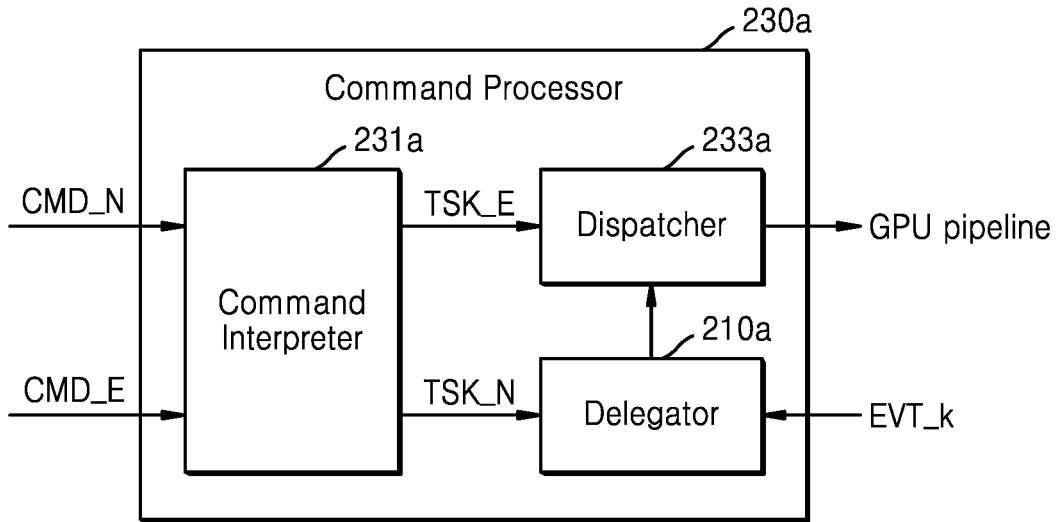 230a
Command Processor
231a
233a
CMD_N
TSK_E
Dispatcher
GPU pipeline
Command
Interpreter
210a
CMD_E
TSK_N
Delegator
EVT_k